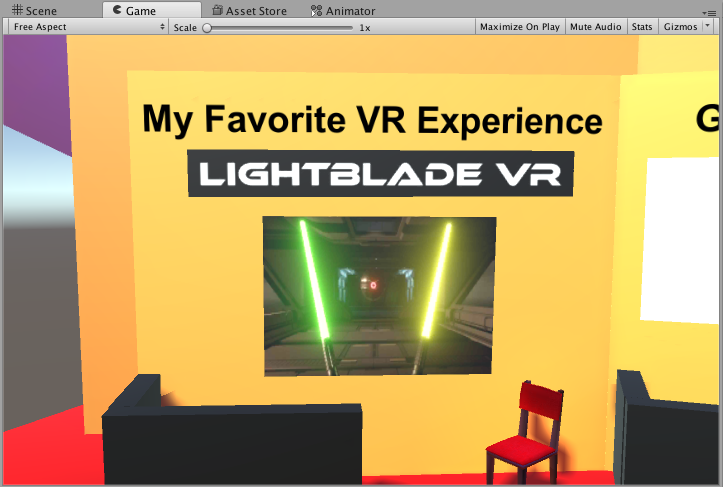 Scene Game Asset Store Animator
Free Aspect Scale 1x Maximize On Play Mute Audio Stats Gizmos
My Favorite VR Experience G
LIGHTBLADE VR